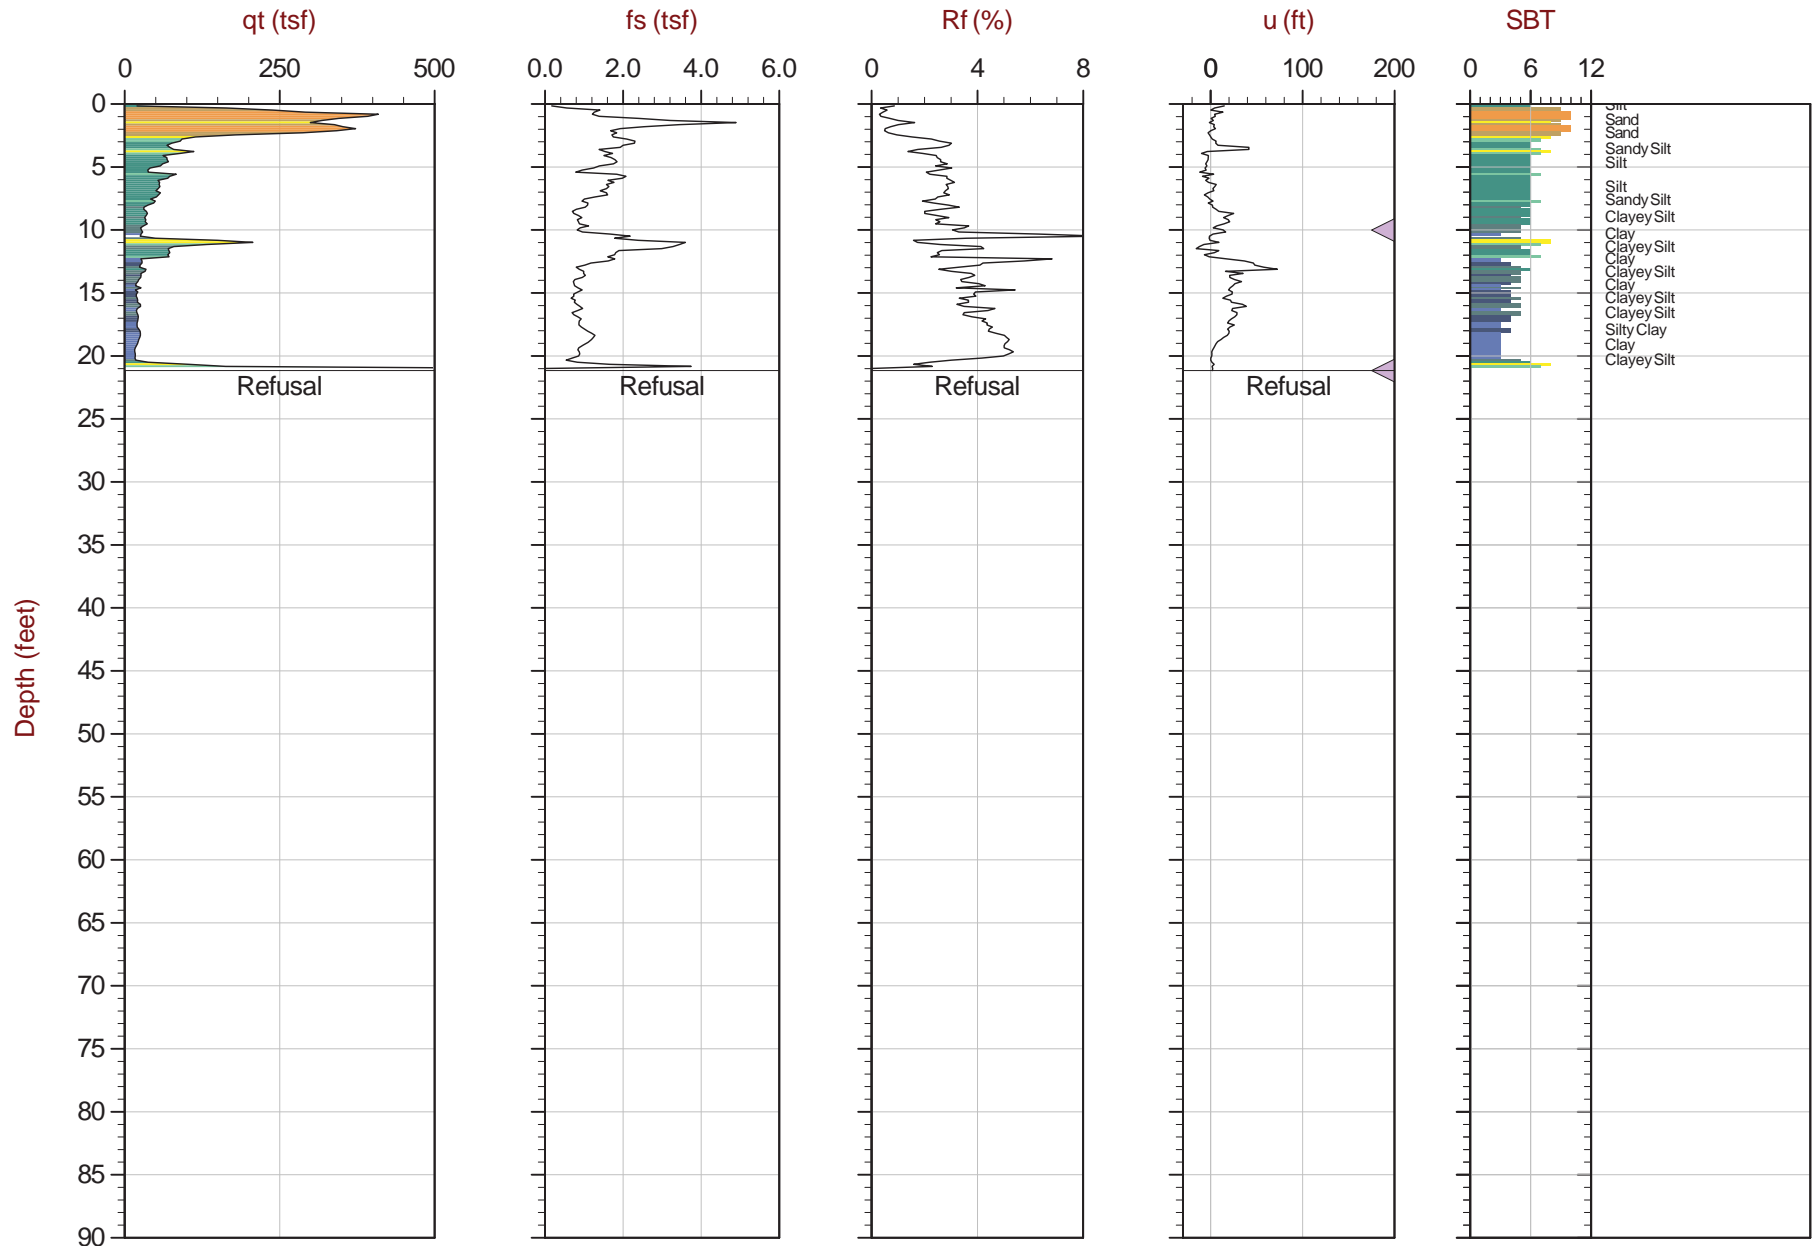 qt (tsf) fs (tsf) Rf (%) u (ft) SBT
0 250 500 0.0 2.0 4.0 6.0 0 4 8 0 100 200 0 6 12
0
Silt
Sand
Sand
Sandy Silt
5
Silt
Silt
Sandy Silt
Clayey Silt
10
Clay
Clayey Silt
Clay
Clayey Silt
Clay
15
Clayey Silt
Clayey Silt
Silty Clay
Clay
20
Clayey Silt
Refusal Refusal Refusal Refusal
25
30
35
40
Depth (feet)
45
50
55
60
65
70
75
80
85
90